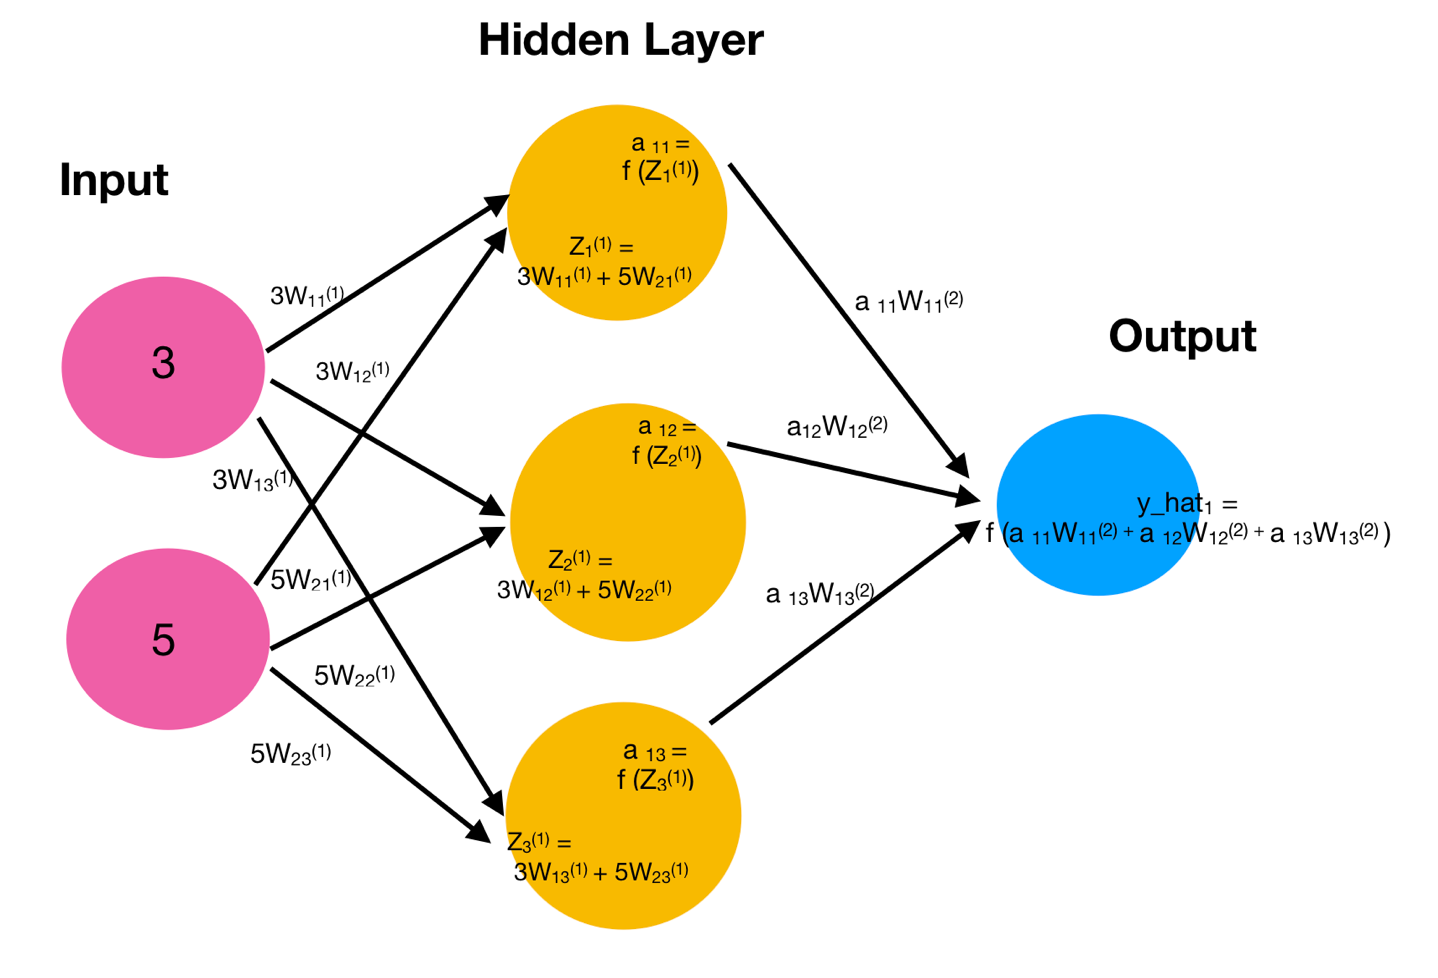 Hidden Layer
Input
Output
3
5
3W₁₁⁽¹⁾
3W₁₂⁽¹⁾
3W₁₃⁽¹⁾
5W₂₁⁽¹⁾
5W₂₂⁽¹⁾
5W₂₃⁽¹⁾
a ₁₁ =
f (Z₁⁽¹⁾)
Z₁⁽¹⁾ =
3W₁₁⁽¹⁾ + 5W₂₁⁽¹⁾
a ₁₂ =
f (Z₂⁽¹⁾)
Z₂⁽¹⁾ =
3W₁₂⁽¹⁾ + 5W₂₂⁽¹⁾
a ₁₃ =
f (Z₃⁽¹⁾)
Z₃⁽¹⁾ =
3W₁₃⁽¹⁾ + 5W₂₃⁽¹⁾
a ₁₁W₁₁⁽²⁾
a₁₂W₁₂⁽²⁾
a ₁₃W₁₃⁽²⁾
y_hat₁ =
f (a ₁₁W₁₁⁽²⁾ + a ₁₂W₁₂⁽²⁾ + a ₁₃W₁₃⁽²⁾ )